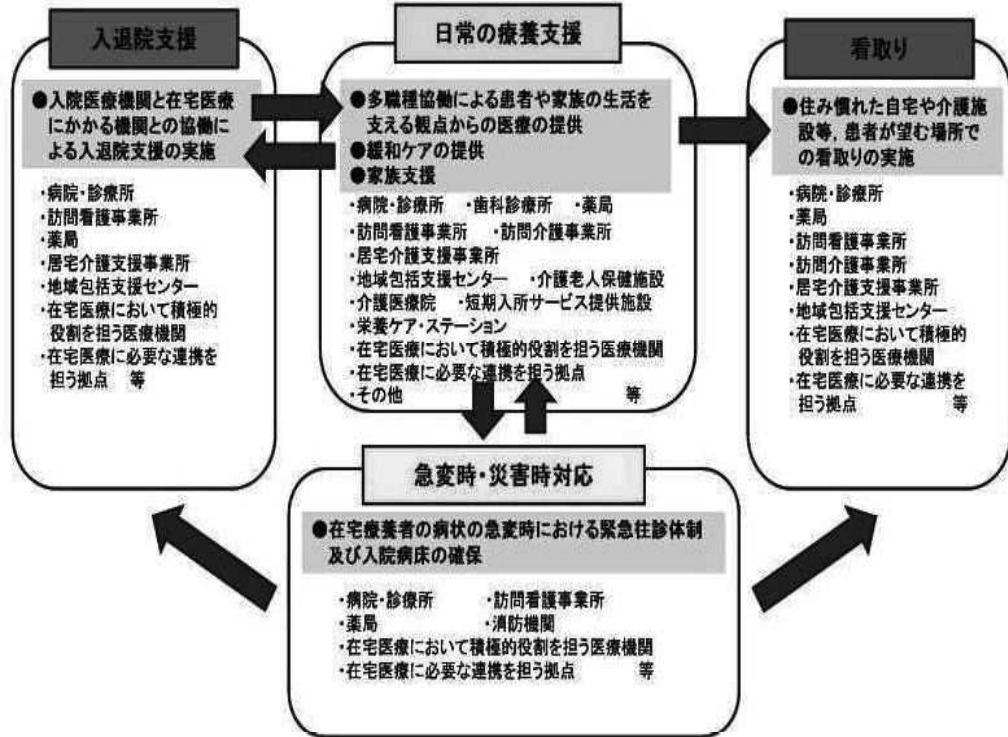 入退院支援
●入院医療機関と在宅医療
にかかる機関との協働に
よる入退院支援の実施
・病院・診療所
・訪問看護事業所
・薬局
・居宅介護支援事業所
・地域包括支援センター
・在宅医療において積極的
役割を担う医療機関
・在宅医療に必要な連携を
担う拠点　等
日常の療養支援
●多職種協働による患者や家族の生活を
支える観点からの医療の提供
●緩和ケアの提供
●家族支援
・病院・診療所　・歯科診療所　・薬局
・訪問看護事業所　・訪問介護事業所
・居宅介護支援事業所
・地域包括支援センター　・介護老人保健施設
・介護医療院　・短期入所サービス提供施設
・栄養ケア・ステーション
・在宅医療において積極的役割を担う医療機関
・在宅医療に必要な連携を担う拠点
・その他　等
看取り
●住み慣れた自宅や介護施
設等，患者が望む場所で
の看取りの実施
・病院・診療所
・薬局
・訪問看護事業所
・訪問介護事業所
・居宅介護支援事業所
・地域包括支援センター
・在宅医療において積極的
役割を担う医療機関
・在宅医療に必要な連携を
担う拠点　等
急変時・災害時対応
●在宅療養者の病状の急変時における緊急往診体制
及び入院病床の確保
・病院・診療所　・訪問看護事業所
・薬局　・消防機関
・在宅医療において積極的役割を担う医療機関
・在宅医療に必要な連携を担う拠点　等